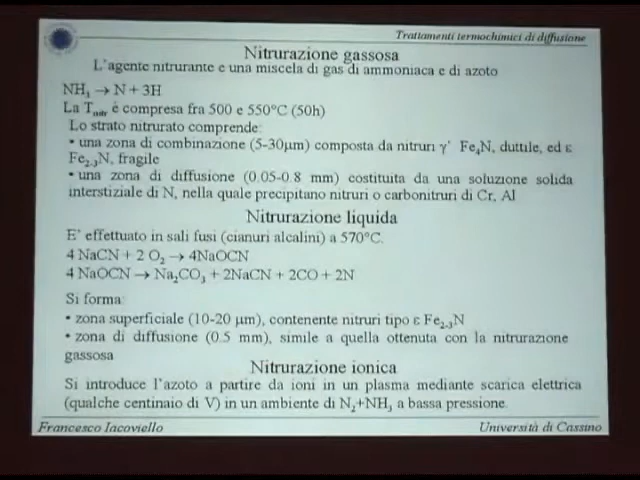 Trattamenti termochimici di diffusione
Nitrurazione gassosa
L'agente nitrurante e una miscela di gas di ammoniaca e di azoto
NH₃ → N + 3H
La Tnitr è compresa fra 500 e 550°C (50h)
Lo strato nitrurato comprende:
• una zona di combinazione (5-30μm) composta da nitruri γ' Fe₄N, duttile, ed ε
Fe₂₋₃N, fragile
• una zona di diffusione (0.05-0.8 mm) costituita da una soluzione solida
interstiziale di N, nella quale precipitano nitruri o carbonitruri di Cr, Al
Nitrurazione liquida
E' effettuato in sali fusi (cianuri alcalini) a 570°C.
4 NaCN + 2 O₂ → 4NaOCN
4 NaOCN → Na₂CO₃ + 2NaCN + 2CO + 2N
Si forma:
• zona superficiale (10-20 μm), contenente nitruri tipo ε Fe₂₋₃N
• zona di diffusione (0.5 mm), simile a quella ottenuta con la nitrurazione
gassosa
Nitrurazione ionica
Si introduce l'azoto a partire da ioni in un plasma mediante scarica elettrica
(qualche centinaio di V) in un ambiente di N₂+NH₃ a bassa pressione.
Francesco Iacoviello
Università di Cassino